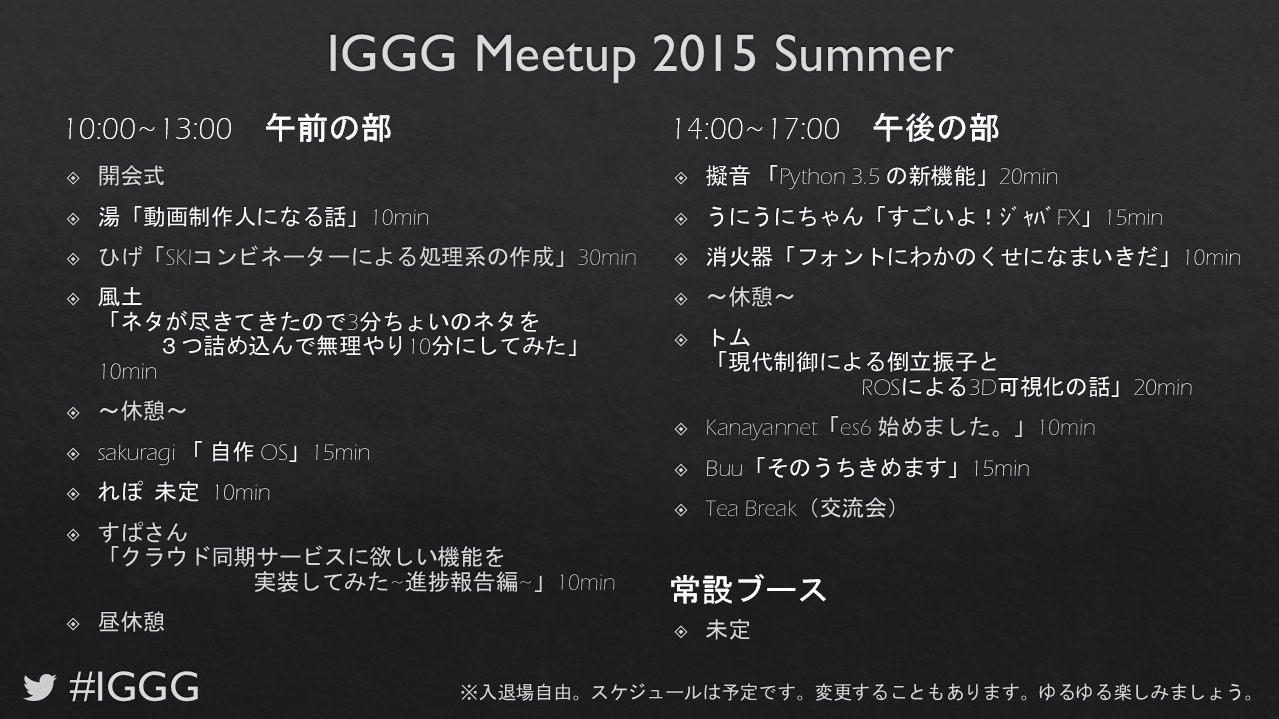 IGGG Meetup 2015 Summer
10:00~13:00 午前の部
開会式
湯「動画制作人になる話」10min
ひげ「SKIコンビネーターによる処理系の作成」30min
風土
「ネタが尽きてきたので3分ちょいのネタを
３つ詰め込んで無理やり10分にしてみた」
10min
～休憩～
sakuragi 「 自作 OS」15min
れぽ 未定 10min
すぱさん
「クラウド同期サービスに欲しい機能を
実装してみた~進捗報告編~」10min
昼休憩
14:00~17:00 午後の部
擬音 「Python 3.5 の新機能」20min
うにうにちゃん「すごいよ！ｼﾞｬﾊﾞFX」15min
消火器「フォントにわかのくせになまいきだ」10min
～休憩～
トム
「現代制御による倒立振子と
ROSによる3D可視化の話」20min
Kanayannet「es6 始めました。」10min
Buu「そのうちきめます」15min
Tea Break（交流会）
常設ブース
未定
#IGGG
※入退場自由。スケジュールは予定です。変更することもあります。ゆるゆる楽しみましょう。